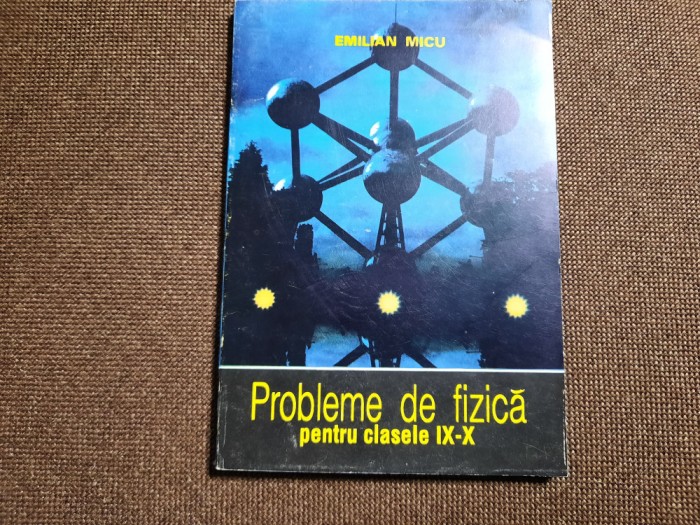 EMILIAN MICU
Probleme de fizică
pentru clasele IX-X